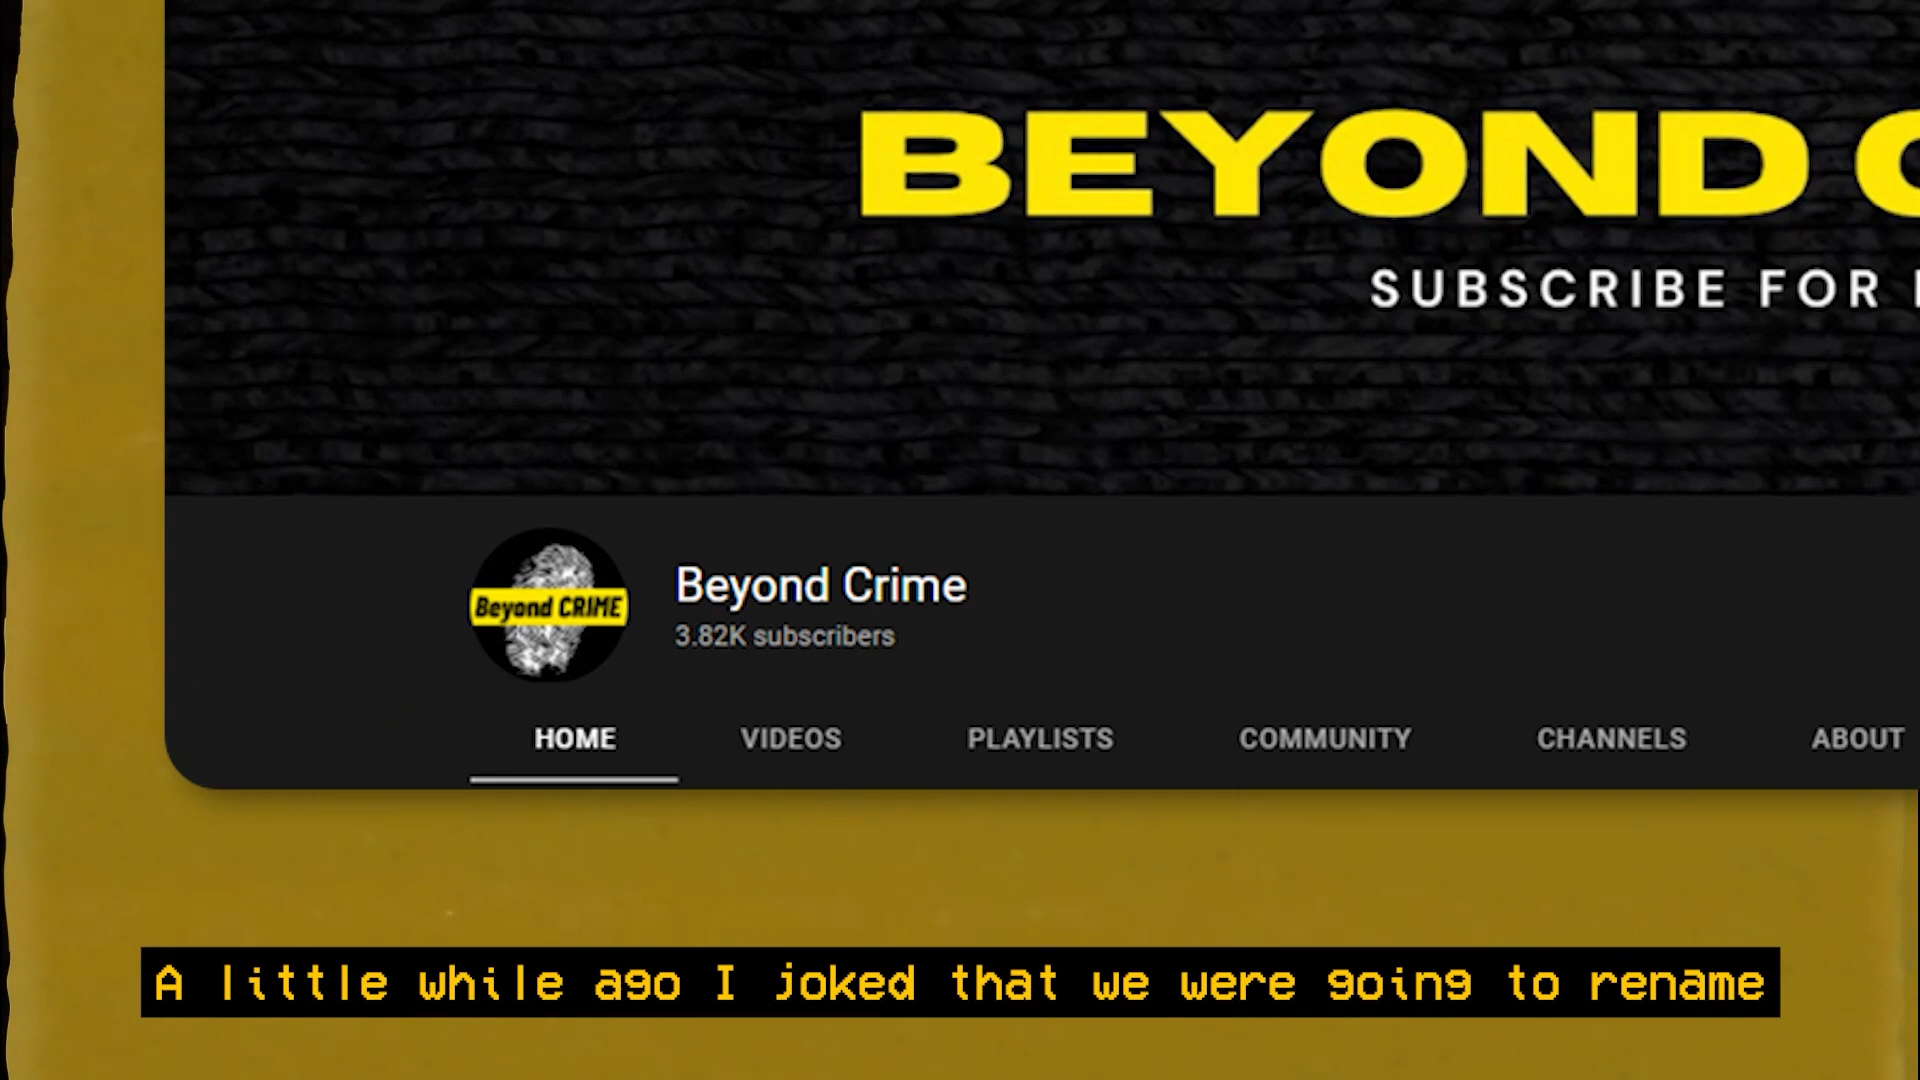 BEYOND
SUBSCRIBE FOR
Beyond CRIME
Beyond Crime
3.82K subscribers
HOME VIDEOS PLAYLISTS COMMUNITY CHANNELS ABOUT
A little while ago I joked that we were going to rename